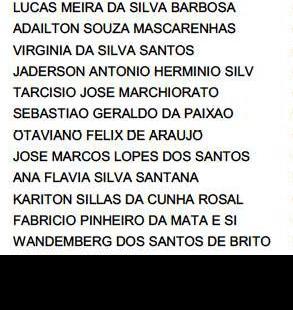 LUCAS MEIRA DA SILVA BARBOSA
ADAILTON SOUZA MASCARENHAS
VIRGINIA DA SILVA SANTOS
JADERSON ANTONIO HERMINIO SILV
TARCISIO JOSE MARCHIORATO
SEBASTIAO GERALDO DA PAIXAO
OTAVIANO FELIX DE ARAUJO
JOSE MARCOS LOPES DOS SANTOS
ANA FLAVIA SILVA SANTANA
KARITON SILLAS DA CUNHA ROSAL
FABRICIO PINHEIRO DA MATA E SI
WANDEMBERG DOS SANTOS DE BRITO